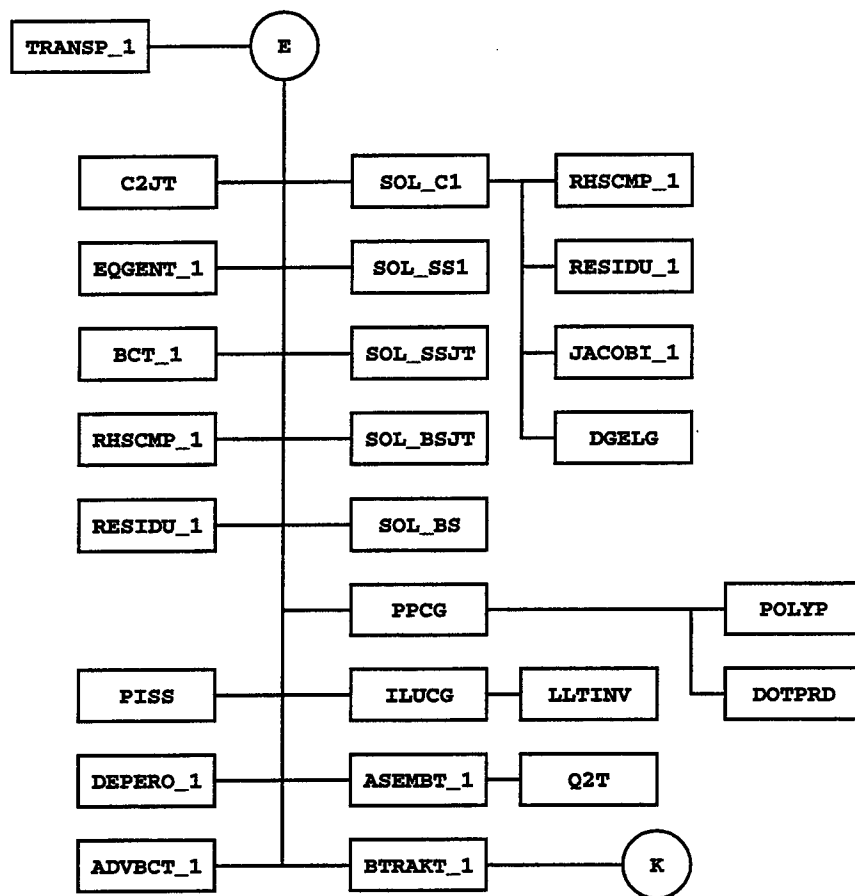 TRANSP_1
E
C2JT
SOL_C1
RHSCMP_1
EQGENT_1
SOL_SS1
RESIDU_1
BCT_1
SOL_SSJT
JACOBI_1
RHSCMP_1
SOL_BSJT
DGELG
RESIDU_1
SOL_BS
PPCG
POLYP
PISS
ILUCG
LLTINV
DOTPRD
DEPERO_1
ASEMBT_1
Q2T
ADVBCT_1
BTRAKT_1
K